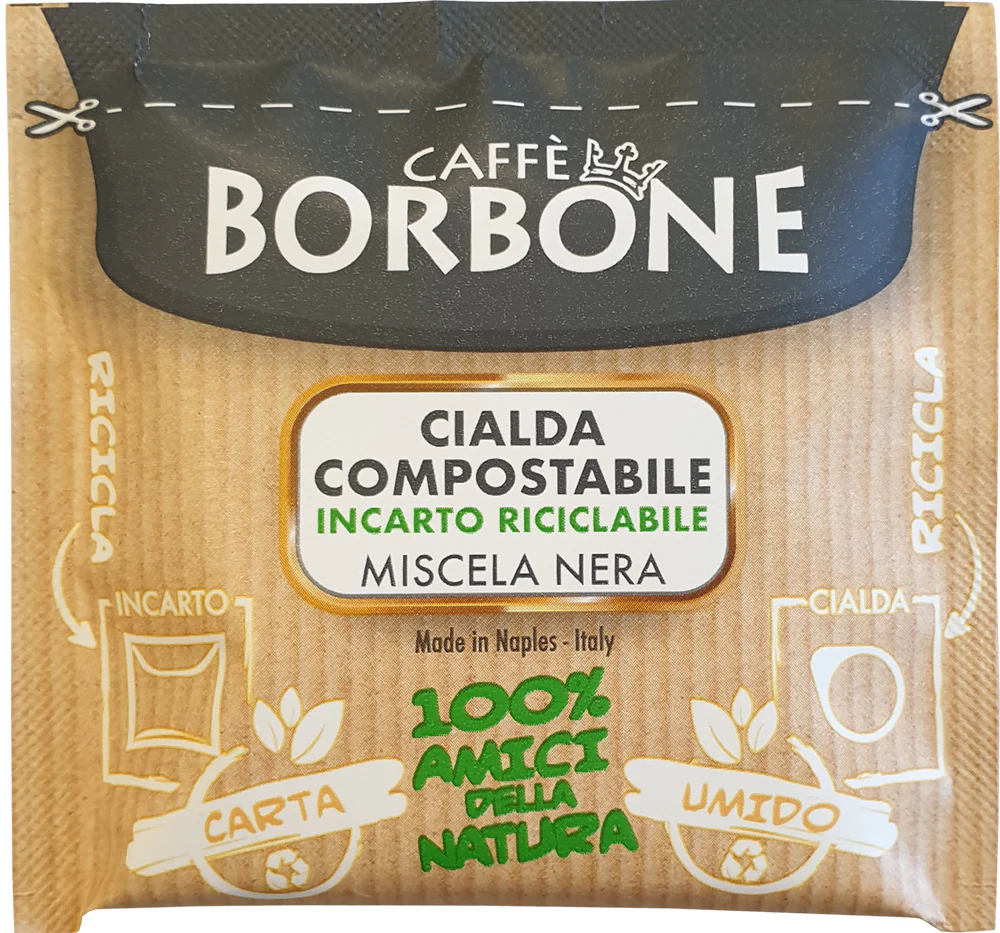 CAFFÈ
BORBONE
RICICLA
RICICLA
CIALDA
COMPOSTABILE
INCARTO RICICLABILE
MISCELA NERA
INCARTO
CIALDA
Made in Naples - Italy
100%
AMICI
DELLA
NATURA
CARTA
UMIDO